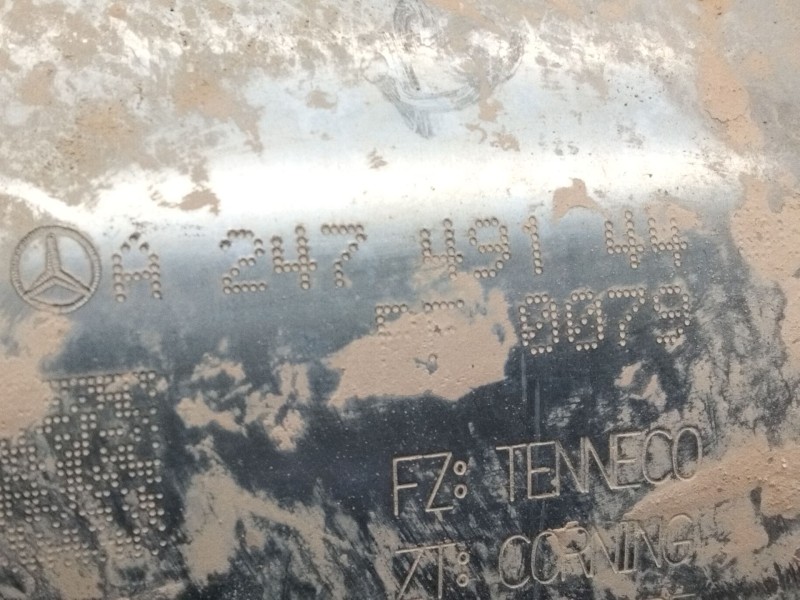 A 247 491 44
0079
FZ: TENNECO
ZT: CORNING